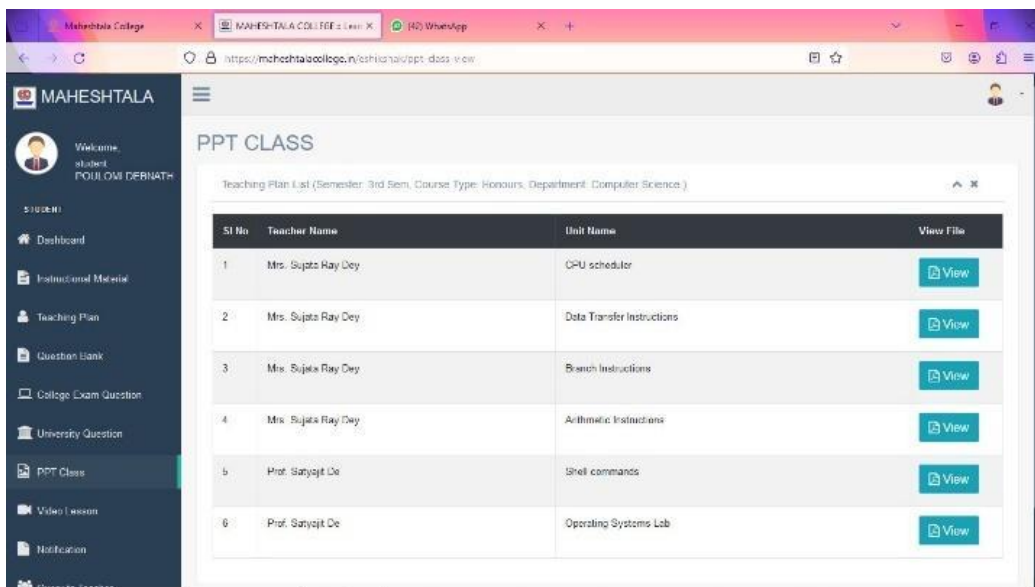 Maheshtala College
MAHESHTALA COLLEGE :: Lear
(42) WhatsApp
https://maheshtalacollege.in/eshikshak/ppt-class-view
MAHESHTALA
Welcome,
student
POULOMI DEBNATH
STUDENT
Dashboard
Instructional Material
Teaching Plan
Question Bank
College Exam Question
University Question
PPT Class
Video Lesson
Notification
PPT CLASS
Teaching Plan List (Semester: 3rd Sem, Course Type: Honours, Department: Computer Science )
Sl No Teacher Name Unit Name View File
1 Mrs. Sujata Ray Dey CPU scheduler View
2 Mrs. Sujata Ray Dey Data Transfer Instructions View
3 Mrs. Sujata Ray Dey Branch Instructions View
4 Mrs. Sujata Ray Dey Arithmetic Instructions View
5 Prof. Satyajit De Shell commands View
6 Prof. Satyajit De Operating Systems Lab View